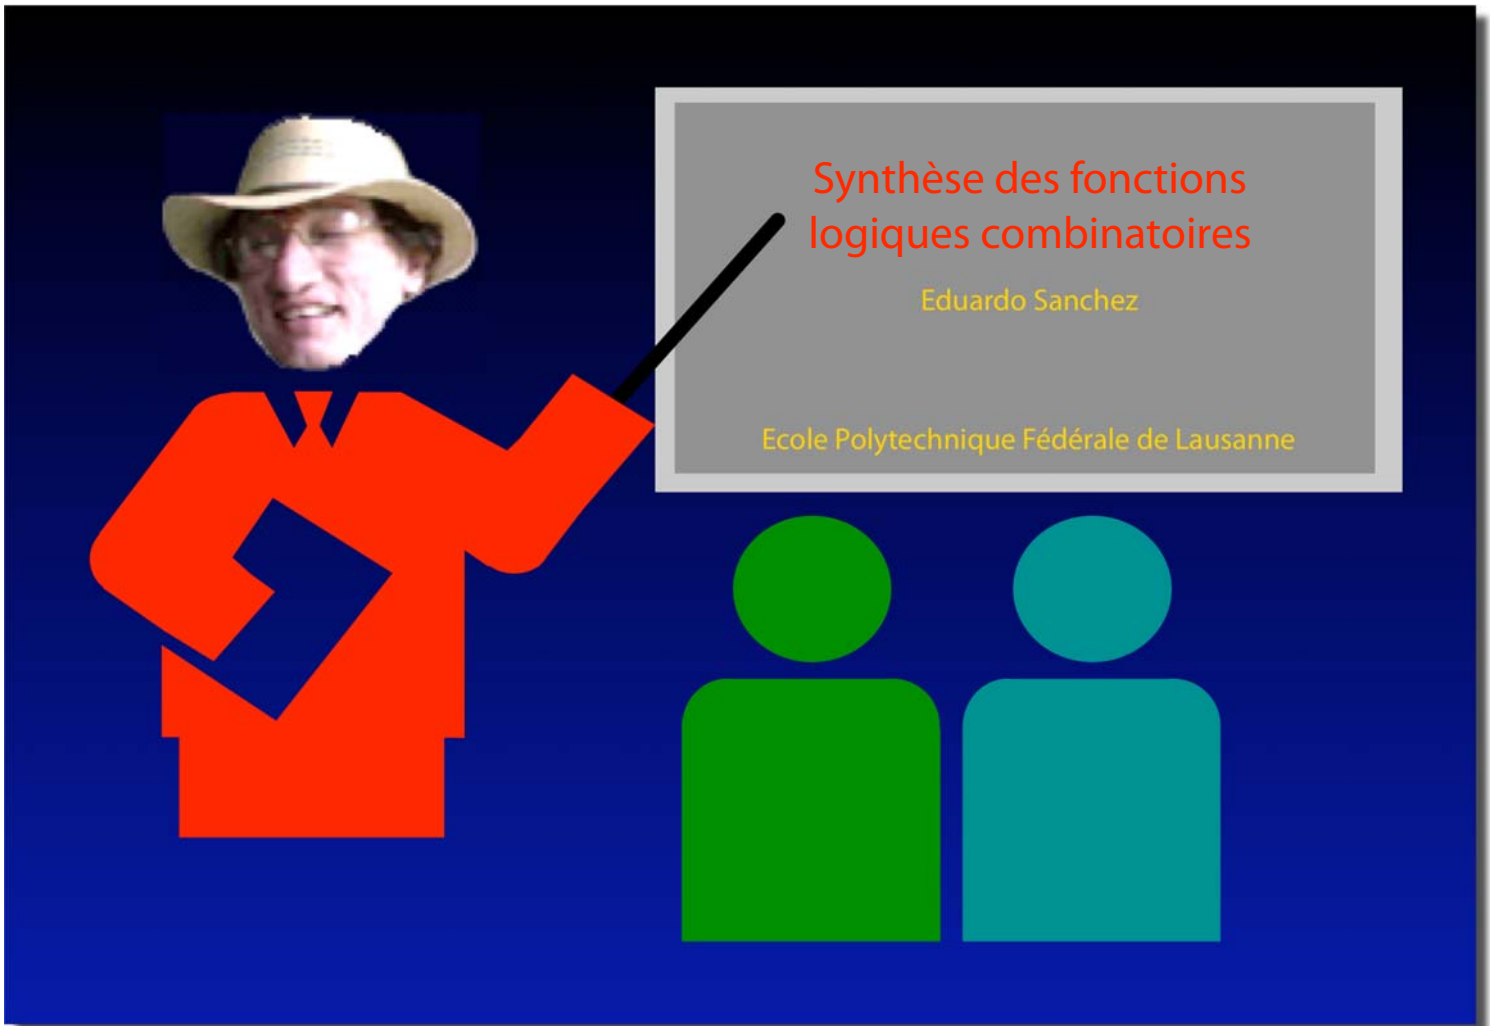 Synthèse des fonctions
logiques combinatoires
Eduardo Sanchez
Ecole Polytechnique Fédérale de Lausanne